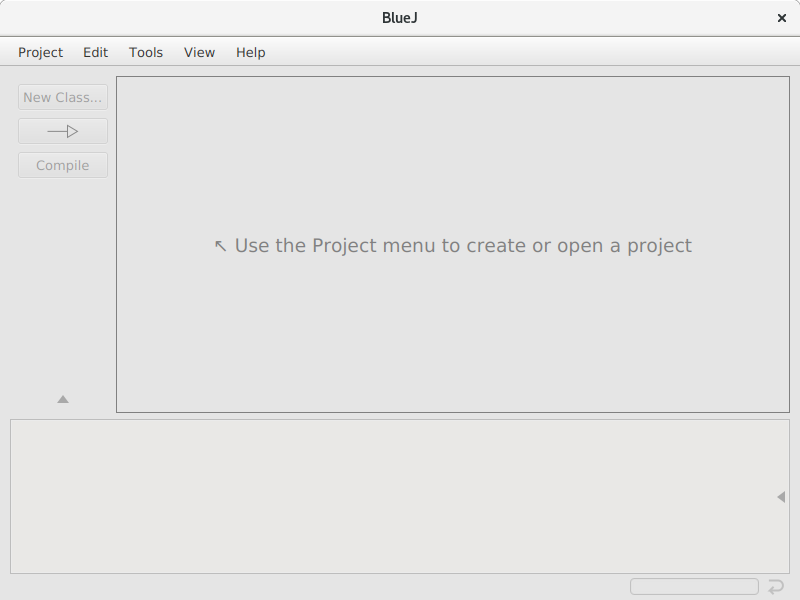 BlueJ
Project Edit Tools View Help
New Class...
Compile
↖ Use the Project menu to create or open a project